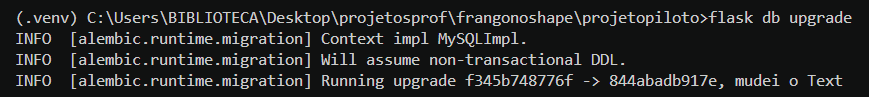 (.venv) C:\Users\BIBLIOTECA\Desktop\projetosprof\frangonoshape\projetopiloto>flask db upgrade
INFO  [alembic.runtime.migration] Context impl MySQLImpl.
INFO  [alembic.runtime.migration] Will assume non-transactional DDL.
INFO  [alembic.runtime.migration] Running upgrade f345b748776f -> 844abadb917e, mudei o Text